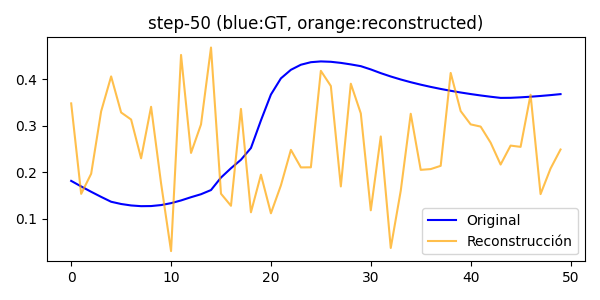 step-50 (blue:GT, orange:reconstructed)
0.4
0.3
0.2
0.1
Original
Reconstrucción
0 10 20 30 40 50